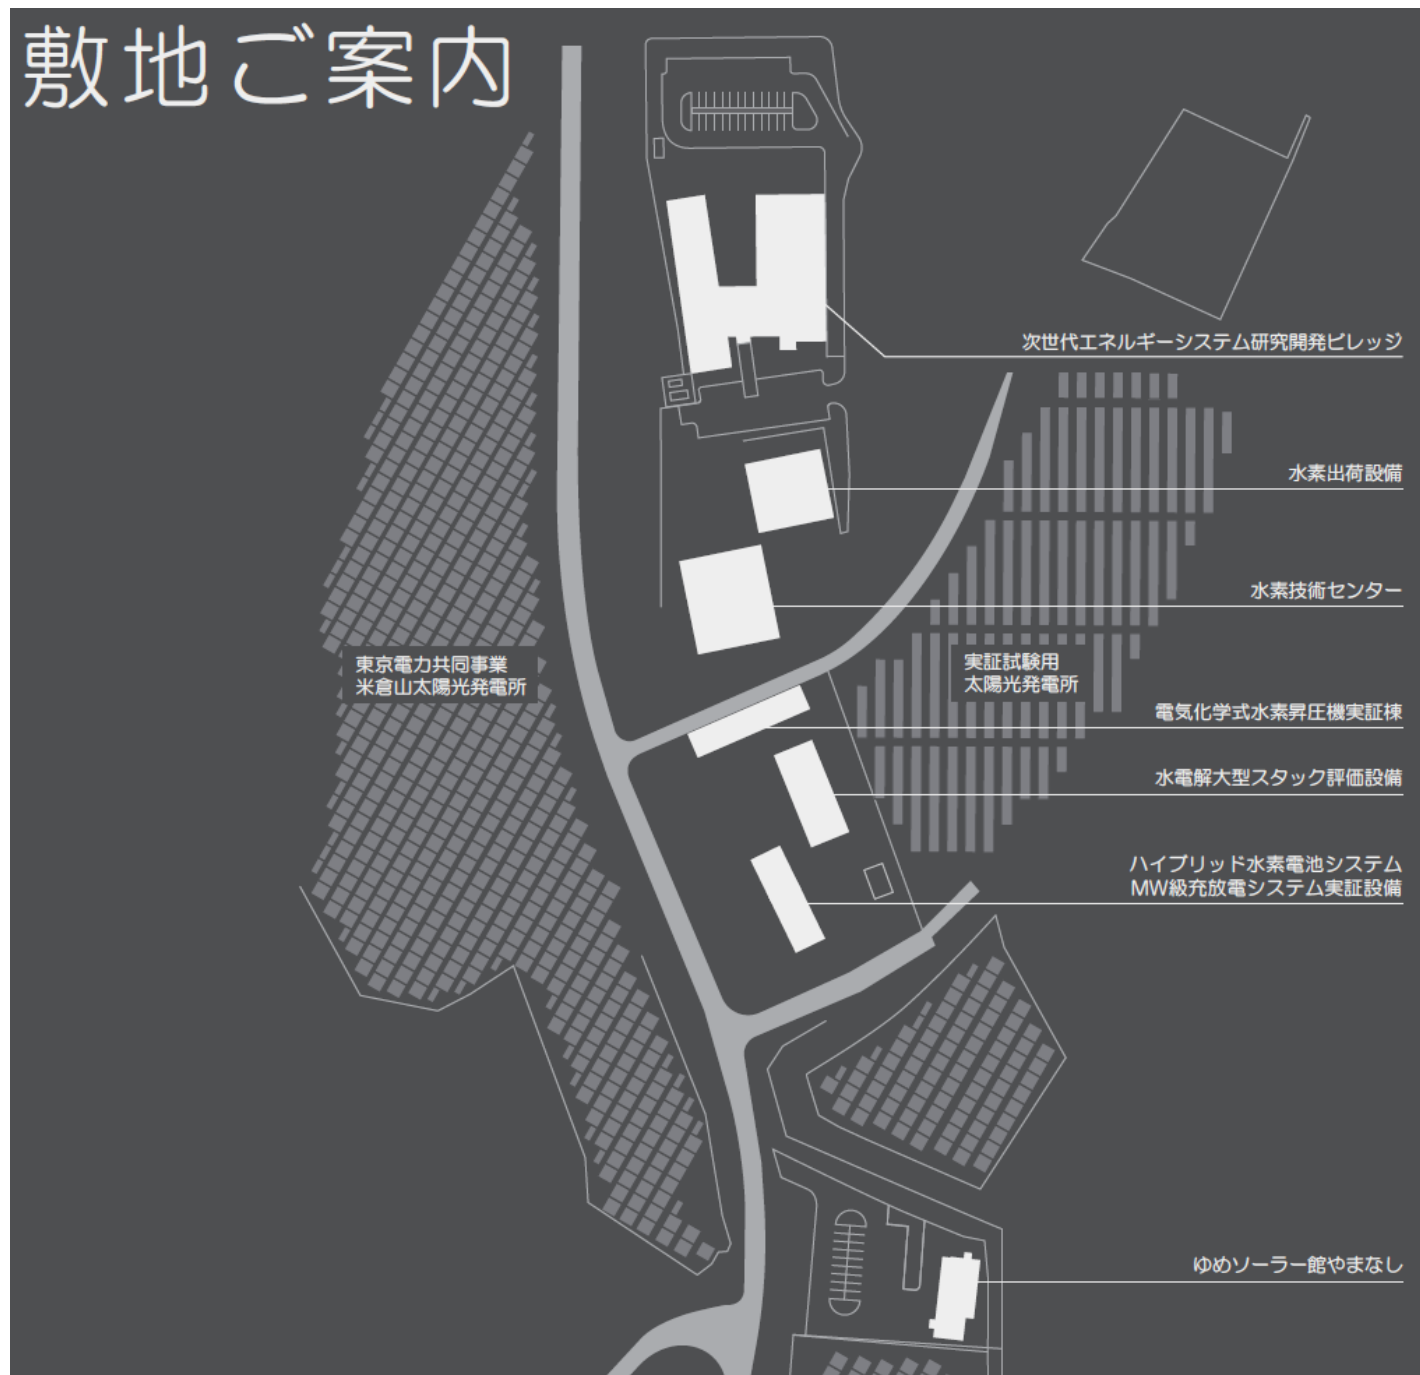 敷地ご案内
次世代エネルギーシステム研究開発ビレッジ
水素出荷設備
水素技術センター
東京電力共同事業
米倉山太陽光発電所
実証試験用
太陽光発電所
電気化学式水素昇圧機実証棟
水電解大型スタック評価設備
ハイブリッド水素電池システム
MW級充放電システム実証設備
ゆめソーラー館やまなし